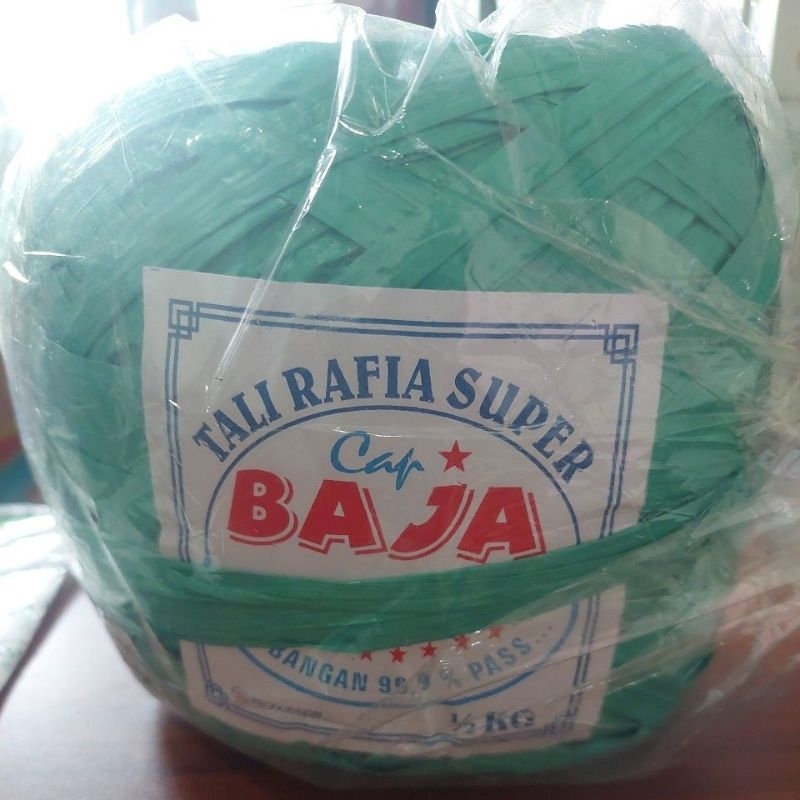 TALI RAFIA SUPER
Cap
BAJA
BANGAN 99,9 % PASS...
½ KG